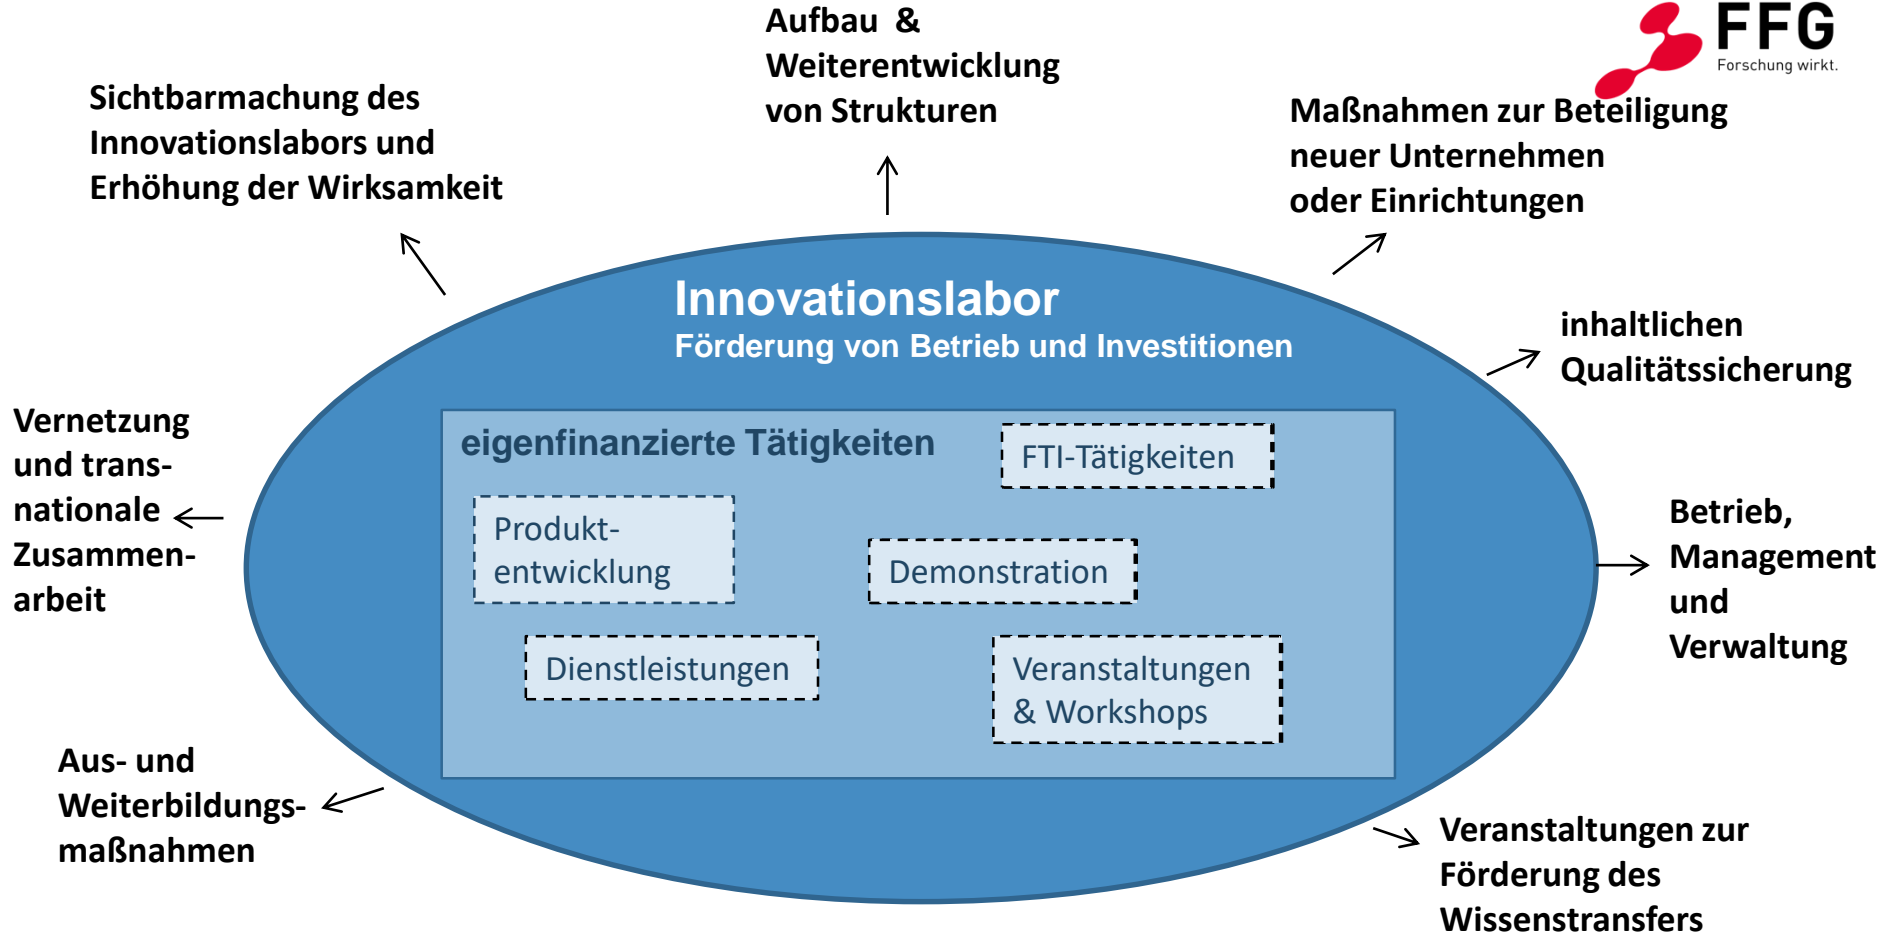 Aufbau &
Weiterentwicklung
von Strukturen
FFG
Forschung wirkt.
Sichtbarmachung des
Innovationslabors und
Erhöhung der Wirksamkeit
Maßnahmen zur Beteiligung
neuer Unternehmen
oder Einrichtungen
Innovationslabor
Förderung von Betrieb und Investitionen
inhaltlichen
Qualitätssicherung
Vernetzung
und trans-
nationale
Zusammen-
arbeit
eigenfinanzierte Tätigkeiten
FTI-Tätigkeiten
Produkt-
entwicklung
Demonstration
Dienstleistungen
Veranstaltungen
& Workshops
Betrieb,
Management
und
Verwaltung
Aus- und
Weiterbildungs-
maßnahmen
Veranstaltungen zur
Förderung des
Wissenstransfers